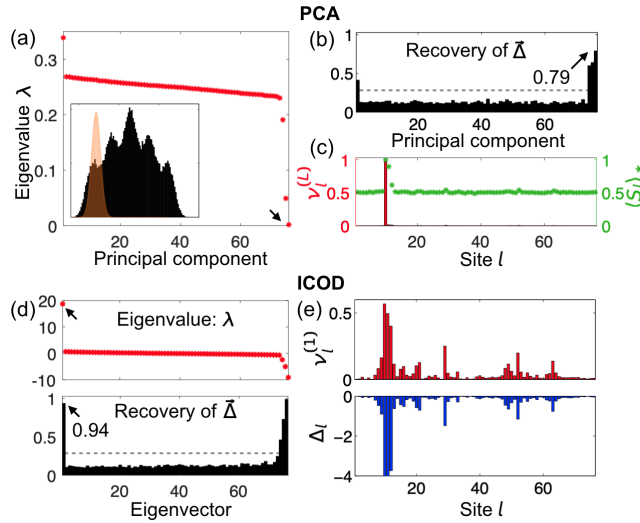 PCA
(a)
Eigenvalue λ
0.3
0.2
0.1
0
20
40
60
Principal component
(b)
Recovery of Δ⃗
0.79
1
0.5
0
20
40
60
Principal component
(c)
ν_l^(L)
1
0.5
0
1
0.5
0
⟨S_l⟩_*
20
40
60
Site l
ICOD
(d)
Eigenvalue: λ
20
10
0
-10
Recovery of Δ⃗
0.94
1
0.5
0
20
40
60
Eigenvector
(e)
ν_l^(1)
0.5
0
Δ_l
0
-2
-4
20
40
60
Site l